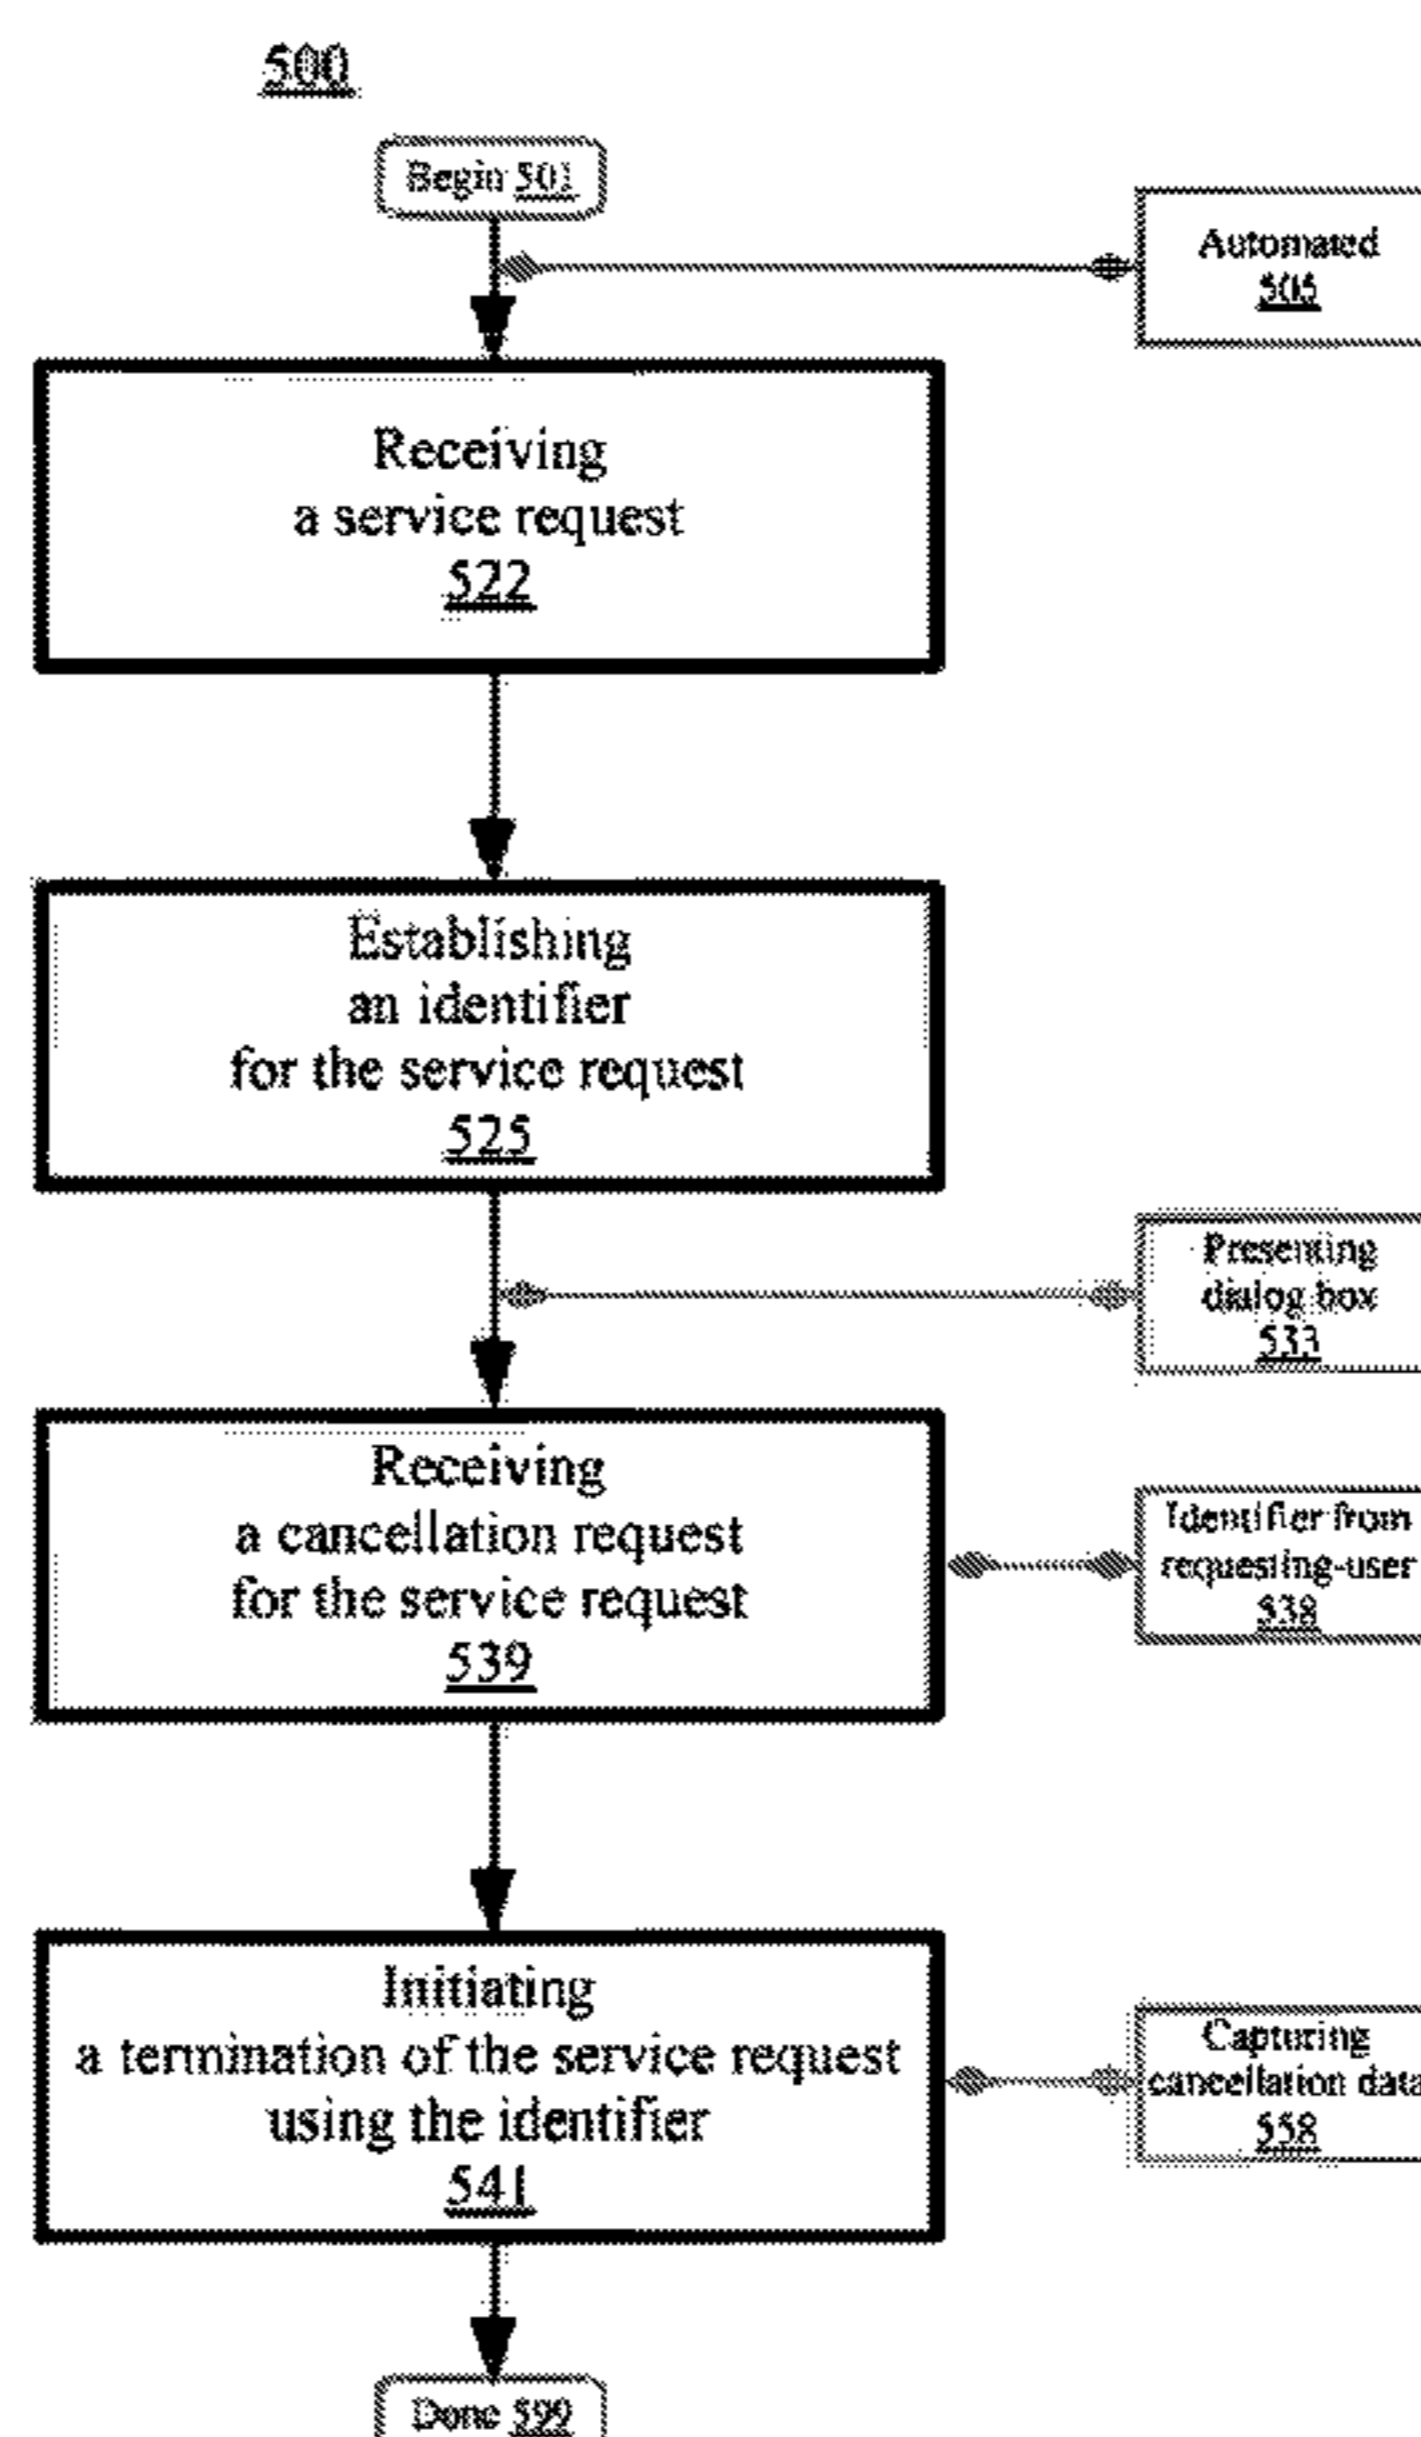 500
Begin 501
Automated
505
Receiving
a service request
522
Establishing
an identifier
for the service request
525
Presenting
dialog box
533
Receiving
a cancellation request
for the service request
539
Identifier from
requesting-user
538
Initiating
a termination of the service request
using the identifier
541
Capturing
cancellation data
558
Done 599